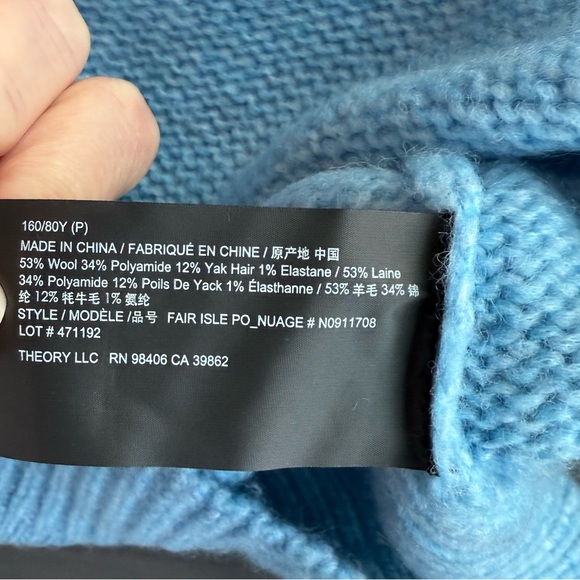 160/80Y (P)
MADE IN CHINA / FABRIQUÉ EN CHINE / 原产地 中国
53% Wool 34% Polyamide 12% Yak Hair 1% Elastane / 53% Laine
34% Polyamide 12% Poils De Yack 1% Élasthanne / 53% 羊毛 34% 锦
纶 12% 牦牛毛 1% 氨纶
STYLE / MODÈLE /品号 FAIR ISLE PO_NUAGE # N0911708
LOT # 471192
THEORY LLC RN 98406 CA 39862